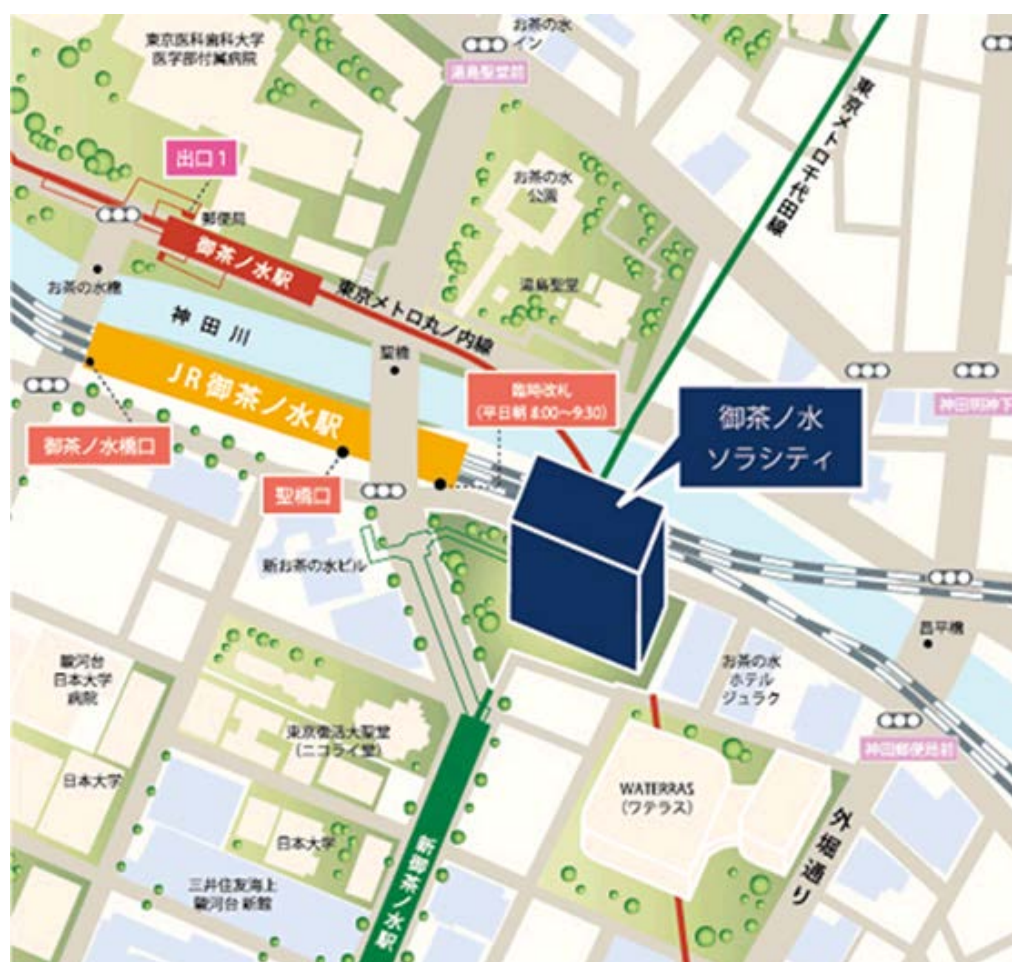 東京医科歯科大学
医学部付属病院
お茶の水
イン
湯島聖堂前
出口1
郵便局
御茶ノ水駅
お茶の水橋
お茶の水
公園
湯島聖堂
東京メトロ千代田線
東京メトロ丸ノ内線
神田川
聖橋
JR御茶ノ水駅
臨時改札
(平日朝 8:00～9:30)
御茶ノ水
ソラシティ
神田明神下
御茶ノ水橋口
聖橋口
新お茶の水ビル
昌平橋
駿河台
日本大学
病院
お茶の水
ホテル
ジュラク
東京復活大聖堂
(ニコライ堂)
神田郵便局前
日本大学
WATERRAS
(ワテラス)
日本大学
外堀通り
三井住友海上
駿河台 新館
新御茶ノ水駅